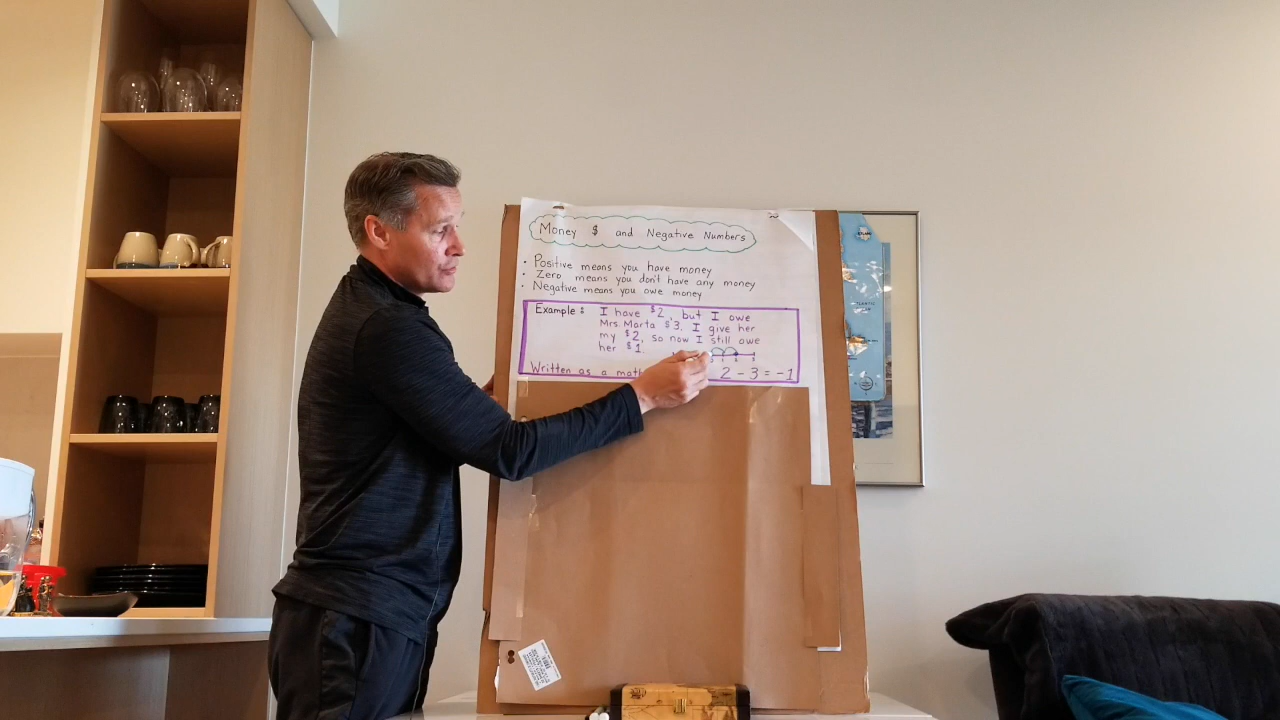 Money $ and Negative Numbers
• Positive means you have money
• Zero means you don't have any money
• Negative means you owe money
Example: I have $2, but I owe
Mrs. Marta $3. I give her
my $2, so now I still owe
her $1.
Written as a math 2 - 3 = -1